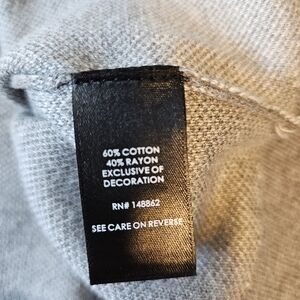 60% COTTON
40% RAYON
EXCLUSIVE OF
DECORATION
RN# 148862
SEE CARE ON REVERSE